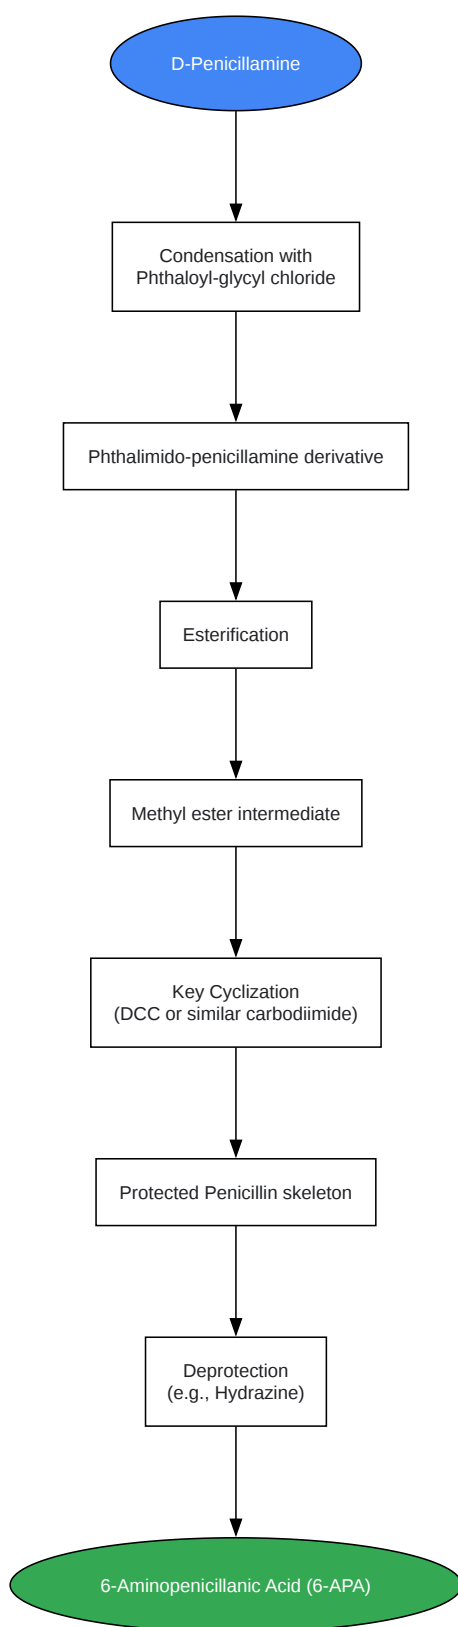 D-Penicillamine
Condensation with
Phthaloyl-glycyl chloride
Phthalimido-penicillamine derivative
Esterification
Methyl ester intermediate
Key Cyclization
(DCC or similar carbodiimide)
Protected Penicillin skeleton
Deprotection
(e.g., Hydrazine)
6-Aminopenicillanic Acid (6-APA)